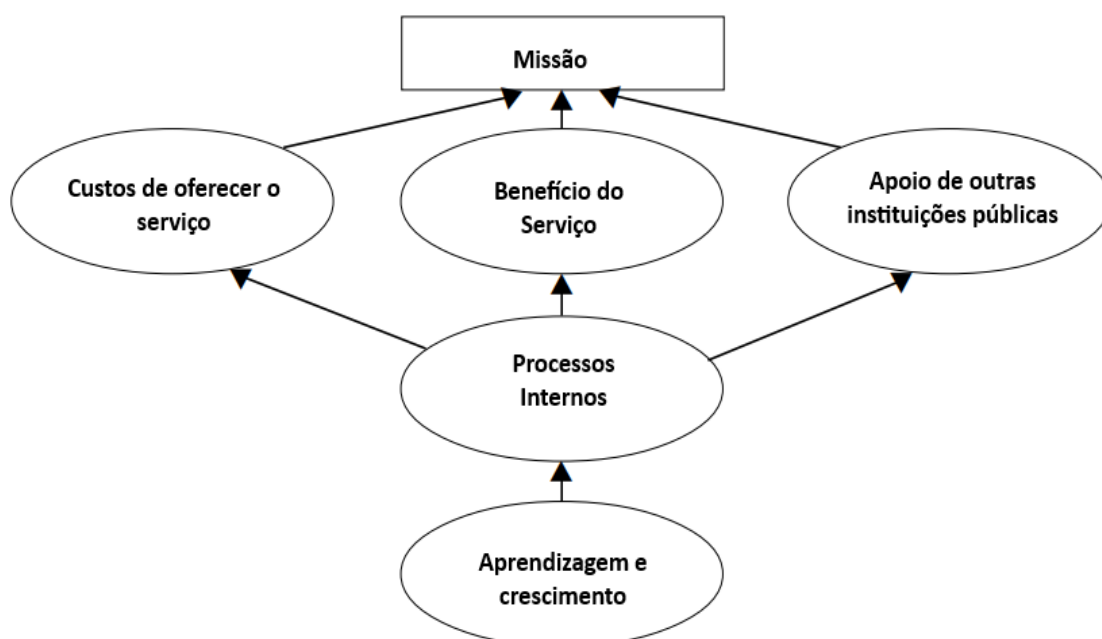 Missão
Custos de oferecer o
serviço
Benefício do
Serviço
Apoio de outras
instituições públicas
Processos
Internos
Aprendizagem e
crescimento